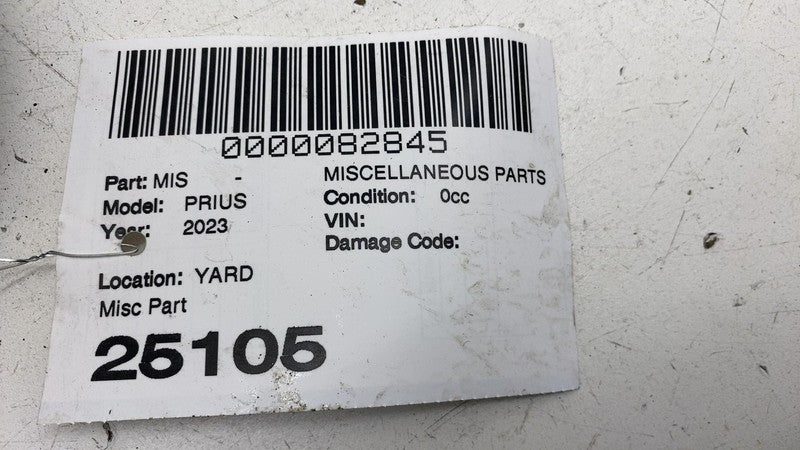 0000082845
Part: MIS - MISCELLANEOUS PARTS
Model: PRIUS Condition: 0cc
Year: 2023 VIN:
Damage Code:
Location: YARD
Misc Part
25105